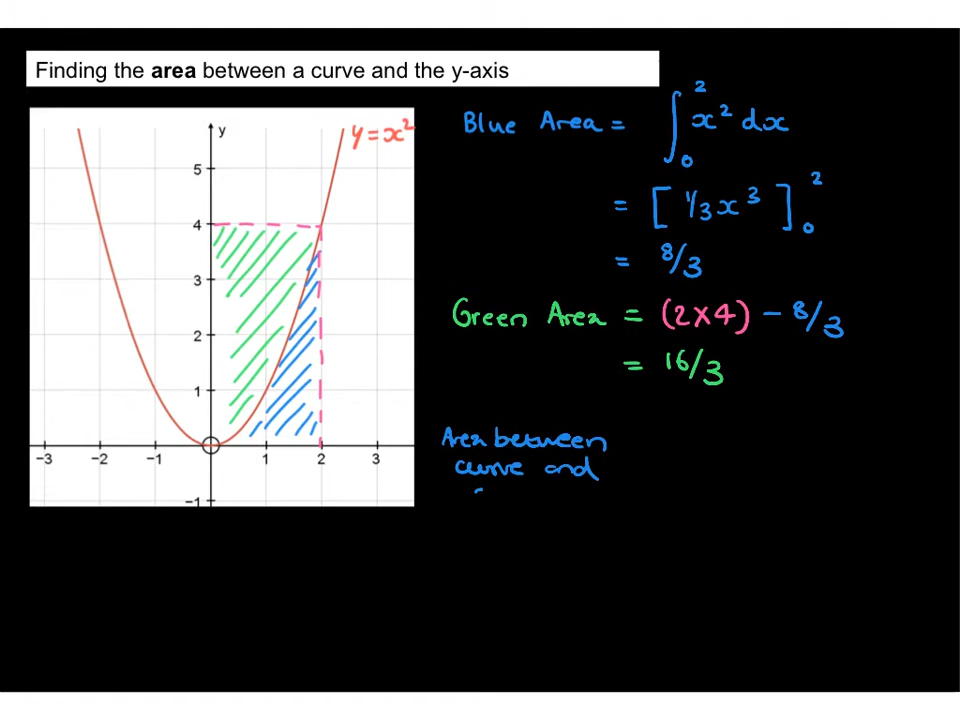 Finding the area between a curve and the y-axis
y
y = x²
5
4
3
2
1
-1
-3 -2 -1 1 2 3
Blue Area = ∫₀² x² dx
= [ 1/3 x³ ]₀²
= 8/3
Green Area = (2×4) - 8/3
= 16/3
Area between
curve and